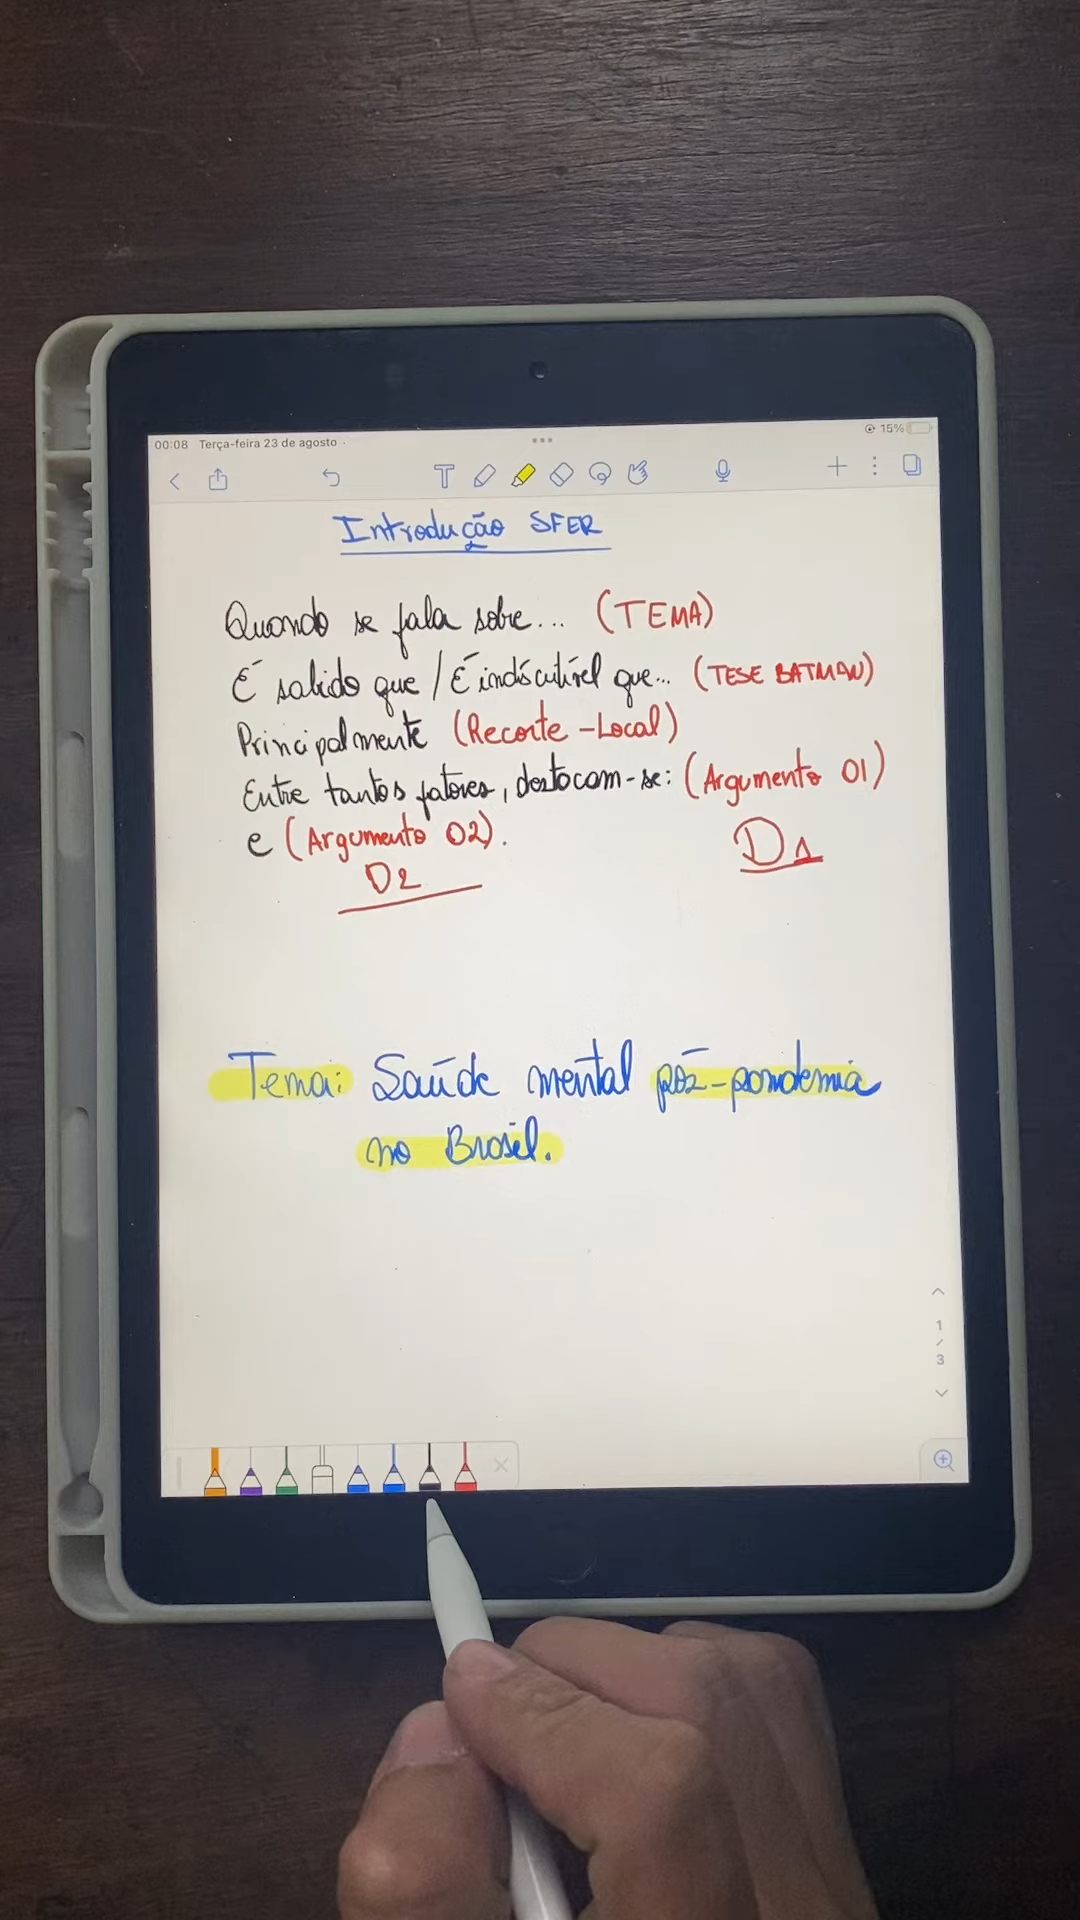 00:08 Terça-feira 23 de agosto
15%
Introdução SFER
Quando se fala sobre... (TEMA)
É sabido que / É indiscutível que... (TESE BATMAN)
Principalmente (Recorte - Local)
Entre tantos fatores, destacam-se: (Argumento 01)
e (Argumento 02).
D1
D2
Tema: Saúde mental pós-pandemia
no Brasil.
1
/
3